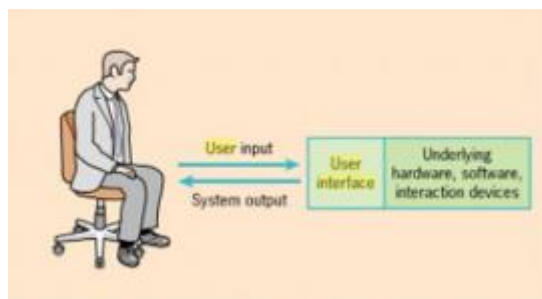 User input
System output
User
interface
Underlying
hardware, software,
interaction devices